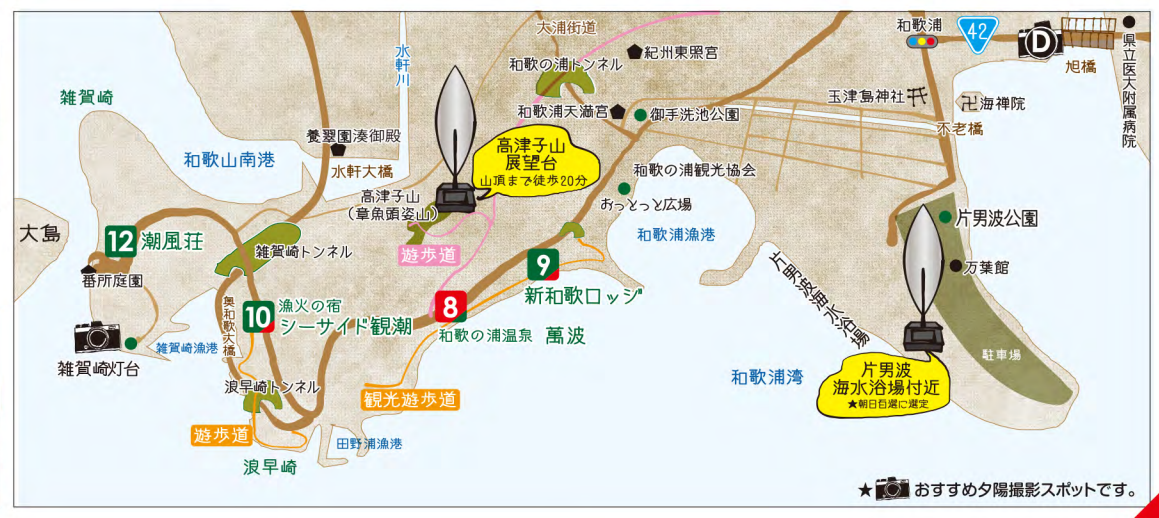 大浦街道
和歌浦
42
D
旭橋
県立医大附属病院
水軒川
和歌の浦トンネル
紀州東照宮
雑賀崎
和歌浦天満宮
御手洗池公園
玉津島神社
卍海禅院
不老橋
養翠園湊御殿
和歌山南港
水軒大橋
高津子山
展望台
山頂まで徒歩20分
和歌の浦観光協会
高津子山
(章魚頭姿山)
おっとっと広場
大島
12 潮風荘
雑賀崎トンネル
遊歩道
和歌浦漁港
片男波公園
番所庭園
9
新和歌ロッジ
片男波海水浴場
万葉館
奥和歌大橋
10
漁火の宿
シーサイド観潮
8
和歌の浦温泉 萬波
雑賀崎漁港
雑賀崎灯台
駐車場
浪早崎トンネル
観光遊歩道
和歌浦湾
片男波
海水浴場付近
★朝日百選に選定
遊歩道
田野浦漁港
浪早崎
★ おすすめ夕陽撮影スポットです。